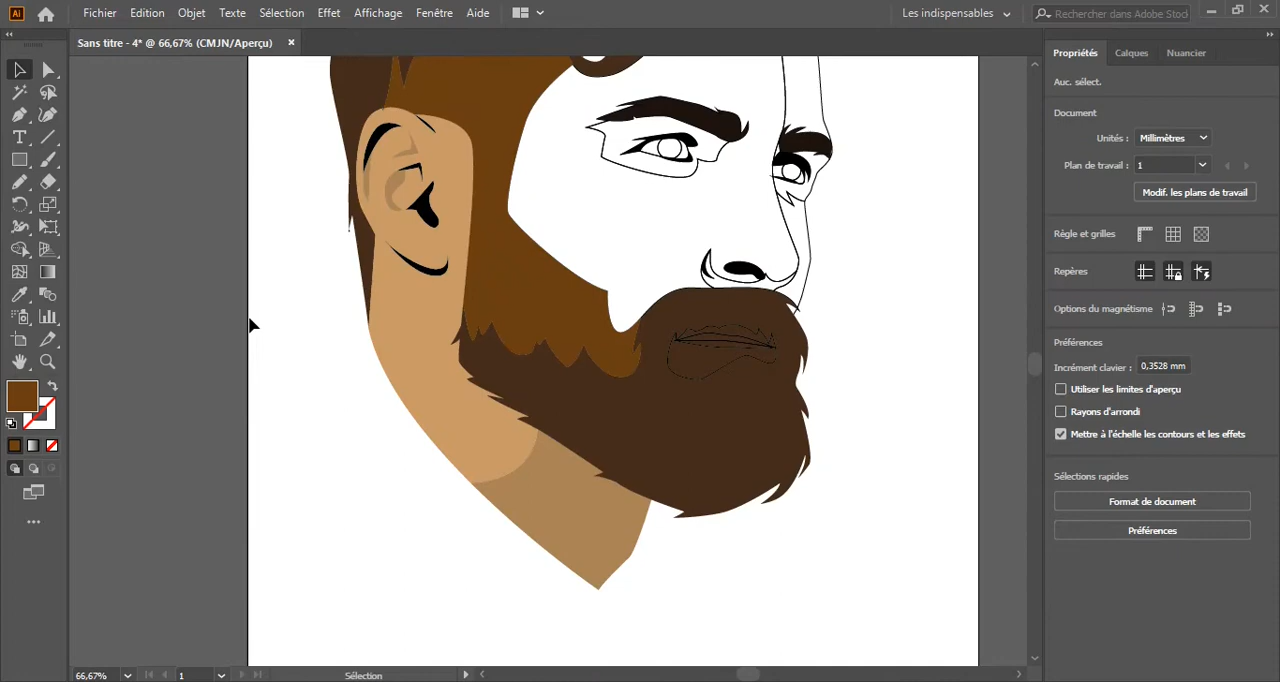 Ai Fichier Edition Objet Texte Sélection Effet Affichage Fenêtre Aide Les indispensables Rechercher dans Adobe Stock
Sans titre - 4* @ 66,67% (CMJN/Aperçu) ×
Propriétés Calques Nuancier
Auc. sélect.
Document
Unités : Millimètres
Plan de travail : 1
Modif. les plans de travail
Règle et grilles
Repères
Options du magnétisme
Préférences
Incrément clavier : 0,3528 mm
Utiliser les limites d'aperçu
Rayons d'arrondi
Mettre à l'échelle les contours et les effets
Sélections rapides
Format de document
Préférences
66,67% 1 Sélection